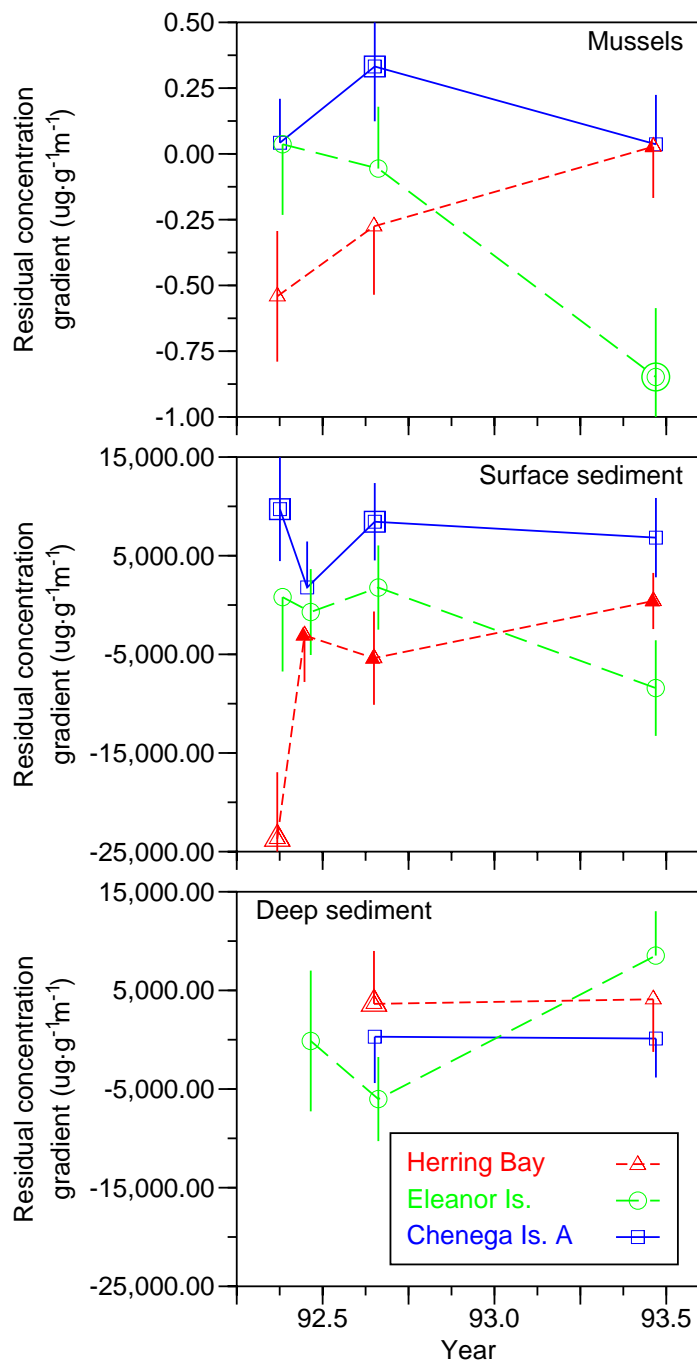 Mussels
Residual concentration
gradient (ug·g⁻¹m⁻¹)
0.50
0.25
0.00
-0.25
-0.50
-0.75
-1.00
Surface sediment
Residual concentration
gradient (ug·g⁻¹m⁻¹)
15,000.00
5,000.00
-5,000.00
-15,000.00
-25,000.00
Deep sediment
Residual concentration
gradient (ug·g⁻¹m⁻¹)
15,000.00
5,000.00
-5,000.00
-15,000.00
-25,000.00
Herring Bay
Eleanor Is.
Chenega Is. A
92.5 93.0 93.5
Year